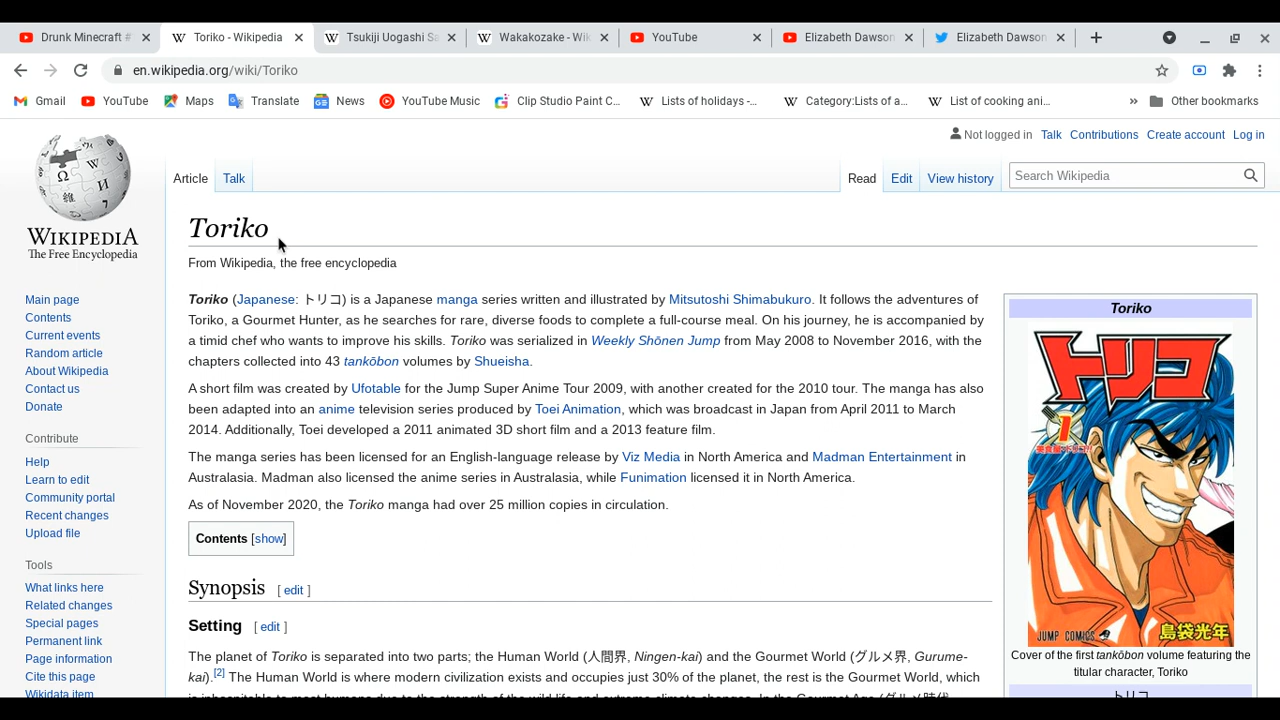 Drunk Minecraft #
Toriko - Wikipedia
Tsukiji Uogashi Sa
Wakakozake - Wik
YouTube
Elizabeth Dawson
Elizabeth Dawson
en.wikipedia.org/wiki/Toriko
Gmail
YouTube
Maps
Translate
News
YouTube Music
Clip Studio Paint C...
Lists of holidays -...
Category:Lists of a...
List of cooking ani...
»
Other bookmarks
Not logged in Talk Contributions Create account Log in
WIKIPEDIA
The Free Encyclopedia
Article Talk Read Edit View history Search Wikipedia
Main page
Contents
Current events
Random article
About Wikipedia
Contact us
Donate
Contribute
Help
Learn to edit
Community portal
Recent changes
Upload file
Tools
What links here
Related changes
Special pages
Permanent link
Page information
Cite this page
Wikidata item
Toriko
From Wikipedia, the free encyclopedia
Toriko (Japanese: トリコ) is a Japanese manga series written and illustrated by Mitsutoshi Shimabukuro. It follows the adventures of
Toriko, a Gourmet Hunter, as he searches for rare, diverse foods to complete a full-course meal. On his journey, he is accompanied by
a timid chef who wants to improve his skills. Toriko was serialized in Weekly Shōnen Jump from May 2008 to November 2016, with the
chapters collected into 43 tankōbon volumes by Shueisha.
A short film was created by Ufotable for the Jump Super Anime Tour 2009, with another created for the 2010 tour. The manga has also
been adapted into an anime television series produced by Toei Animation, which was broadcast in Japan from April 2011 to March
2014. Additionally, Toei developed a 2011 animated 3D short film and a 2013 feature film.
The manga series has been licensed for an English-language release by Viz Media in North America and Madman Entertainment in
Australasia. Madman also licensed the anime series in Australasia, while Funimation licensed it in North America.
As of November 2020, the Toriko manga had over 25 million copies in circulation.
Contents [show]
Synopsis [ edit ]
Setting [ edit ]
The planet of Toriko is separated into two parts; the Human World (人間界, Ningen-kai) and the Gourmet World (グルメ界, Gurume-
kai).[2] The Human World is where modern civilization exists and occupies just 30% of the planet, the rest is the Gourmet World, which
Toriko
トリコ
1
JUMP COMICS
島袋光年
Cover of the first tankōbon volume featuring the
titular character, Toriko
トリコ